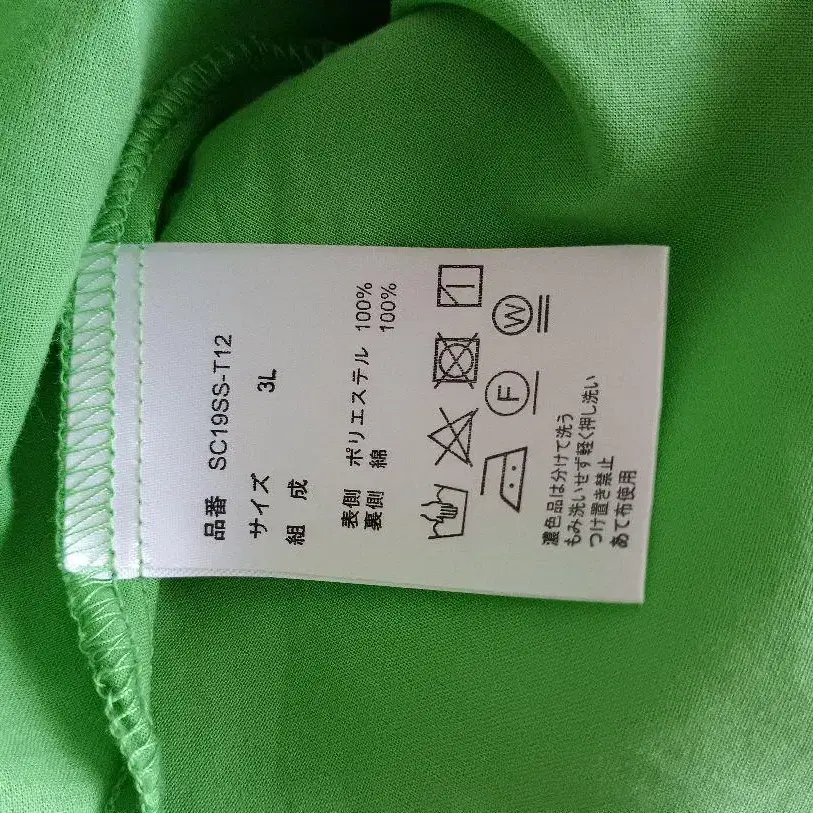 品番 SC19SS-T12
サイズ 3L
組成
表側 ポリエステル 100%
裏側 綿 100%
F W
濃色品は分けて洗う
もみ洗いせず軽く押し洗い
つけ置き禁止
あて布使用